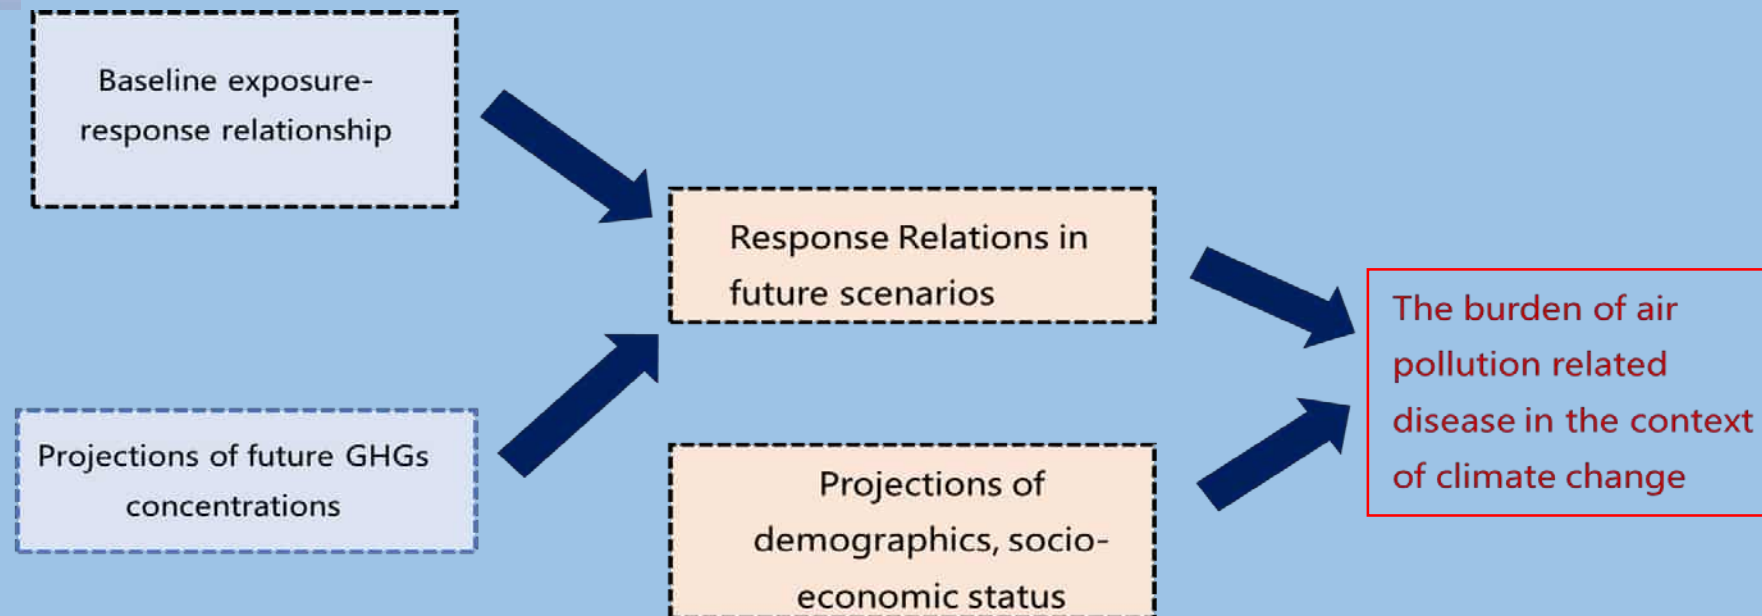 Baseline exposure-
response relationship
Projections of future GHGs
concentrations
Response Relations in
future scenarios
Projections of
demographics, socio-
economic status
The burden of air
pollution related
disease in the context
of climate change